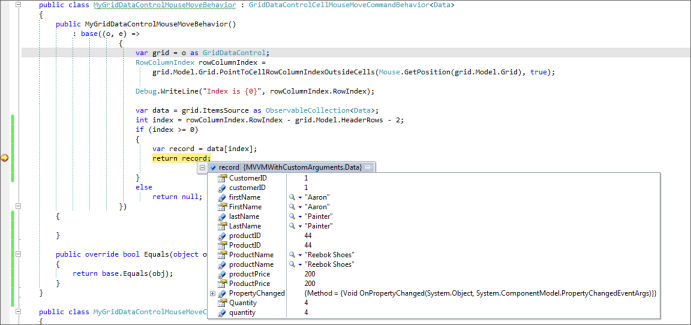 public class MyGridDataControlMouseMoveBehavior : GridDataControlCellMouseMoveCommandBehavior<Data>
{
public MyGridDataControlMouseMoveBehavior()
: base((o, e) =>
{
var grid = o as GridDataControl;
RowColumnIndex rowColumnIndex =
grid.Model.Grid.PointToCellRowColumnIndexOutsideCells(Mouse.GetPosition(grid.Model.Grid), true);
Debug.WriteLine("Index is {0}", rowColumnIndex.RowIndex);
var data = grid.ItemsSource as ObservableCollection<Data>;
int index = rowColumnIndex.RowIndex - grid.Model.HeaderRows - 2;
if (index >= 0)
{
var record = data[index];
return record;
}
else
return null;
})
{
}
public override bool Equals(object o
{
return base.Equals(obj);
}
}
public class MyGridDataControlMouseMoveC
{
record {MVVMWithCustomArguments.Data}
CustomerID 1
customerID 1
firstName "Aaron"
FirstName "Aaron"
lastName "Painter"
LastName "Painter"
productID 44
ProductID 44
ProductName "Reebok Shoes"
productName "Reebok Shoes"
productPrice 200
ProductPrice 200
PropertyChanged {Method = {Void OnPropertyChanged(System.Object, System.ComponentModel.PropertyChangedEventArgs)}}
Quantity 4
quantity 4